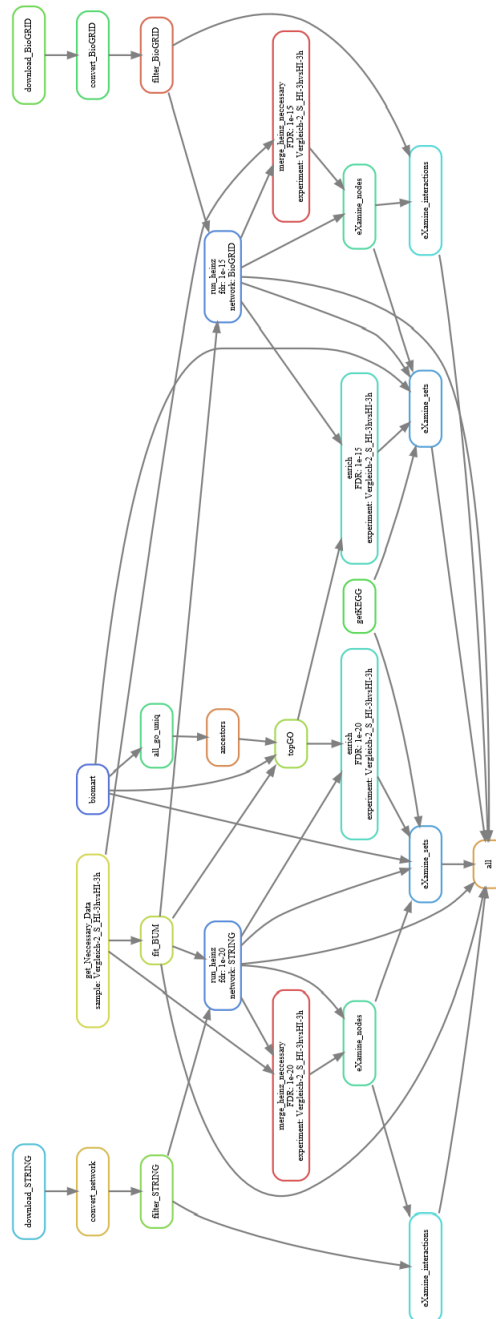 download_BioGRID
convert_BioGRID
filter_BioGRID
merge_heinz_neccessary
FDR: 1e-15
experiment: Vergleich-2_S_HI-3hvsHI-3h
eXamine_nodes
eXamine_interactions
run_heinz
fdr: 1e-15
network: BioGRID
enrich
FDR: 1e-15
experiment: Vergleich-2_S_HI-3hvsHI-3h
eXamine_sets
getKEGG
biomart
all_go_uniq
ancestors
topGO
enrich
FDR: 1e-20
experiment: Vergleich-2_S_HI-3hvsHI-3h
get_Neccessary_Data
sample: Vergleich-2_S_HI-3hvsHI-3h
fit_BUM
run_heinz
fdr: 1e-20
network: STRING
eXamine_sets
all
merge_heinz_neccessary
FDR: 1e-20
experiment: Vergleich-2_S_HI-3hvsHI-3h
eXamine_nodes
download_STRING
convert_network
filter_STRING
eXamine_interactions